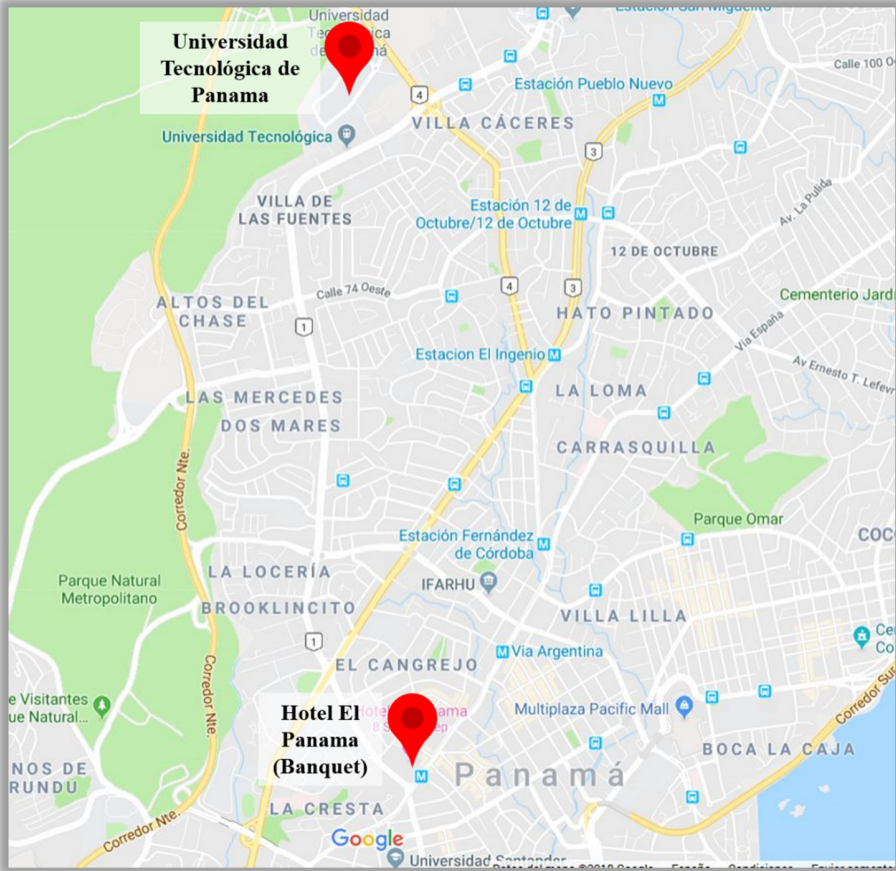 Universidad
Tecnológica de
Panama
Universidad
Estación San Miguelito
Calle 100
Estación Pueblo Nuevo
4
VILLA CÁCERES
Universidad Tecnológica
3
Av. La Pulida
VILLA DE
LAS FUENTES
Estación 12 de
Octubre/12 de Octubre
12 DE OCTUBRE
ALTOS DEL
CHASE
Calle 74 Oeste
4
3
Cementerio Jard
HATO PINTADO
1
Vía España
Estacion El Ingenio
Av Ernesto T. Lefevr
LAS MERCEDES
LA LOMA
DOS MARES
CARRASQUILLA
Corredor Nte.
Parque Omar
Estación Fernández
de Córdoba
COC
LA LOCERÍA
IFARHU
Parque Natural
Metropolitano
BROOKLINCITO
VILLA LILLA
Ce
Co
1
Via Argentina
EL CANGREJO
Corredor Nte.
Corredor Sur
e Visitantes
ue Natural...
Multiplaza Pacific Mall
Hotel El
Panama
(Banquet)
ama
BOCA LA CAJA
NOS DE
RUNDU
Panamá
LA CRESTA
Corredor Nte.
Google
Universidad Santander